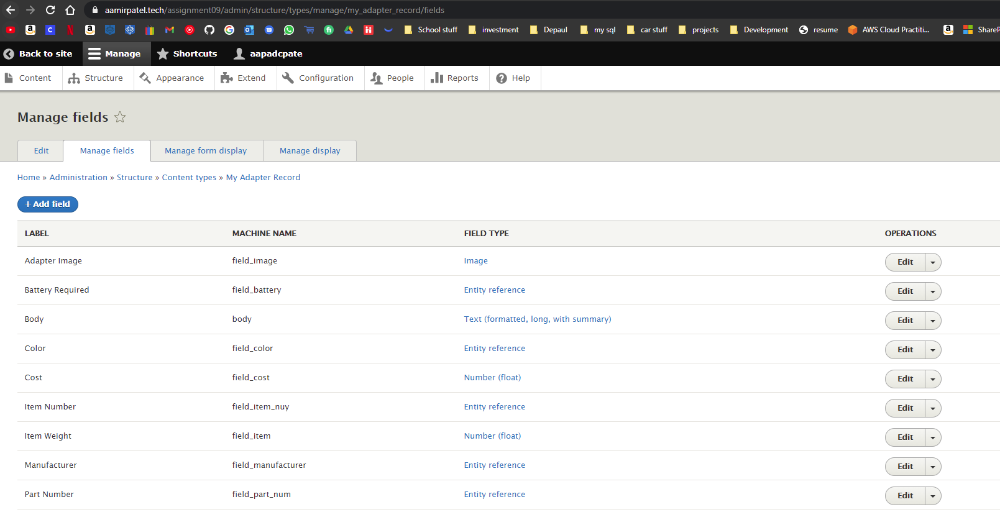 aamirpatel.tech/assignment09/admin/structure/types/manage/my_adapter_record/fields
School stuff investment Depaul my sql car stuff projects Development resume AWS Cloud Practiti... ShareP
Back to site Manage Shortcuts aapadcpate
Content Structure Appearance Extend Configuration People Reports Help
Manage fields
Edit Manage fields Manage form display Manage display
Home » Administration » Structure » Content types » My Adapter Record
+ Add field
LABEL MACHINE NAME FIELD TYPE OPERATIONS
Adapter Image field_image Image Edit
Battery Required field_battery Entity reference Edit
Body body Text (formatted, long, with summary) Edit
Color field_color Entity reference Edit
Cost field_cost Number (float) Edit
Item Number field_item_nuy Entity reference Edit
Item Weight field_item Number (float) Edit
Manufacturer field_manufacturer Entity reference Edit
Part Number field_part_num Entity reference Edit